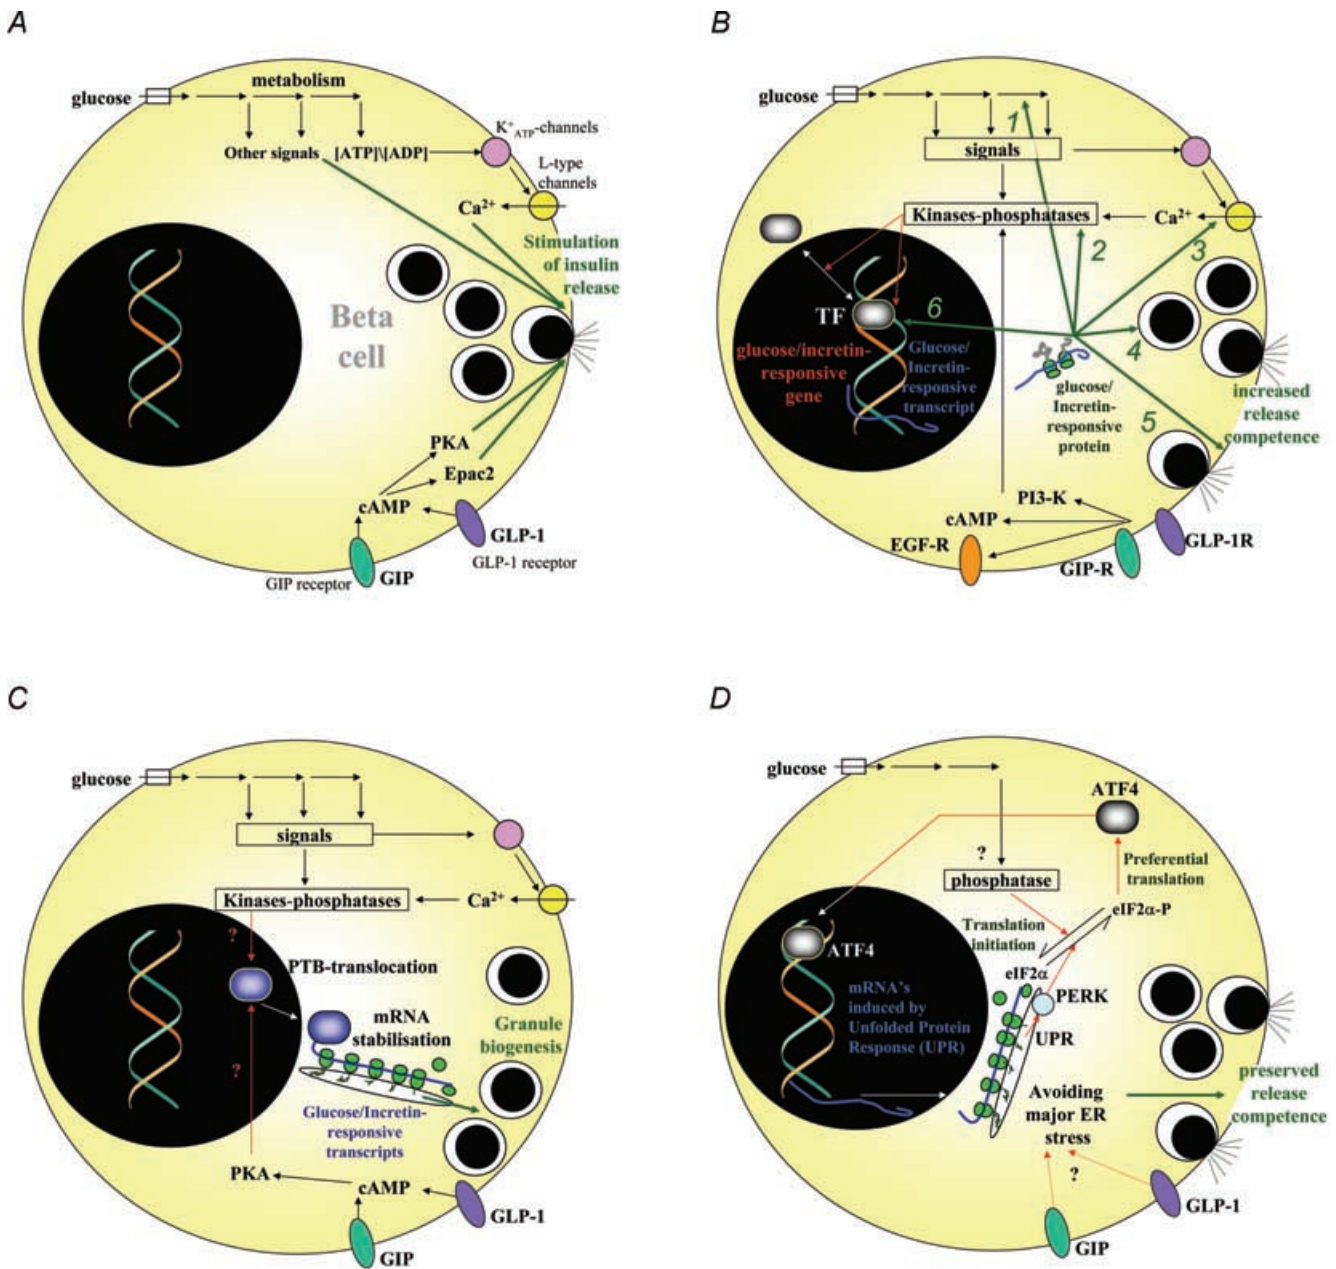 A
metabolism
glucose
K⁺ATP-channels
Other signals
[ATP]\[ADP]
L-type
channels
Ca²⁺
Stimulation
of insulin
release
Beta
cell
PKA
Epac2
cAMP
GLP-1
GLP-1 receptor
GIP receptor
GIP
B
glucose
1
signals
Kinases-phosphatases
Ca²⁺
2
3
6
TF
4
glucose/incretin-
responsive
gene
Glucose/
Incretin-
responsive
transcript
glucose/
Incretin-
responsive
protein
5
increased
release
competence
PI3-K
cAMP
EGF-R
GIP-R
GLP-1R
C
glucose
signals
Kinases-phosphatases
Ca²⁺
?
PTB-translocation
mRNA
stabilisation
Granule
biogenesis
?
Glucose/Incretin-
responsive
transcripts
PKA
cAMP
GLP-1
GIP
D
glucose
ATF4
?
Preferential
translation
phosphatase
eIF2α-P
Translation
initiation
ATF4
eIF2α
PERK
mRNA's
induced by
Unfolded Protein
Response (UPR)
UPR
Avoiding
major ER
stress
preserved
release
competence
?
GLP-1
GIP